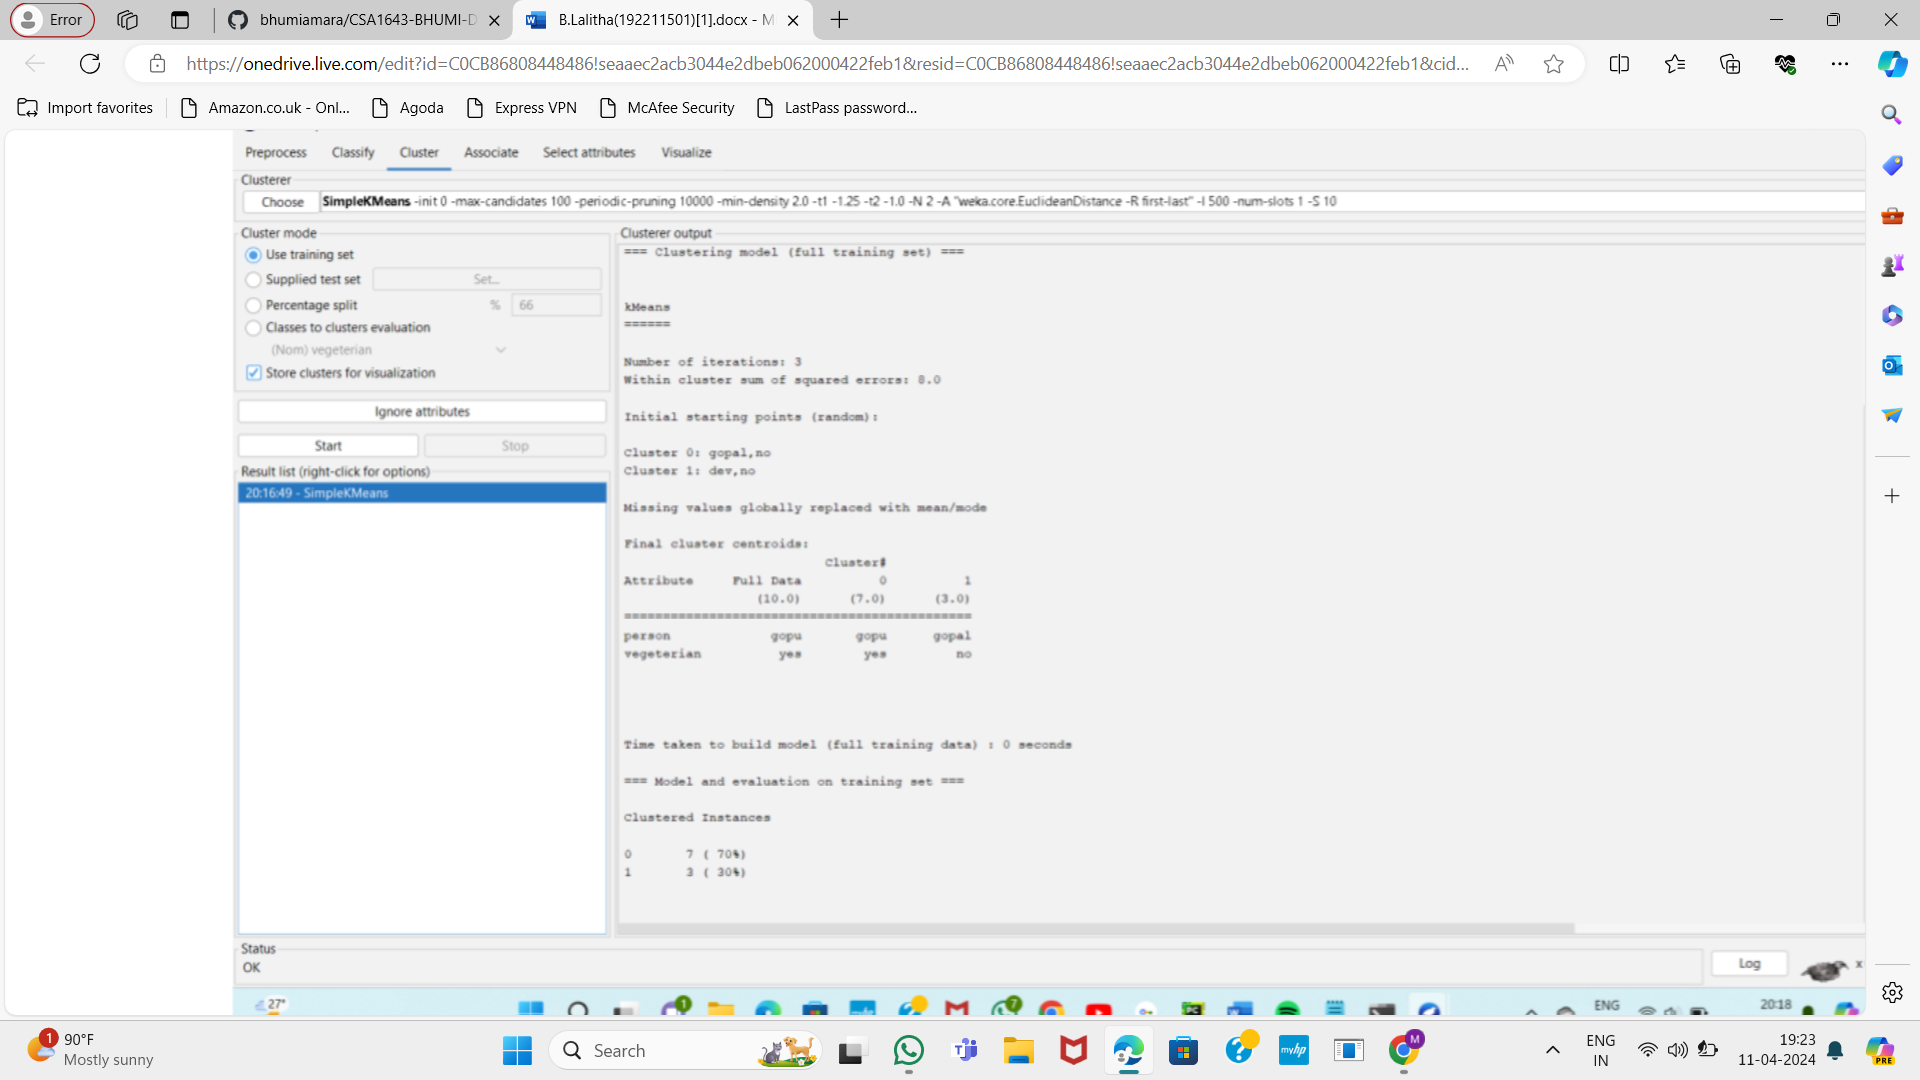 Error
bhumiamara/CSA1643-BHUMI-D
B.Lalitha(192211501)[1].docx - M
https://onedrive.live.com/edit?id=C0CB86808448486!seaaec2acb3044e2dbeb062000422feb1&resid=C0CB86808448486!seaaec2acb3044e2dbeb062000422feb1&cid...
Import favorites
Amazon.co.uk - Onl...
Agoda
Express VPN
McAfee Security
LastPass password...
Preprocess Classify Cluster Associate Select attributes Visualize
Clusterer
Choose SimpleKMeans -init 0 -max-candidates 100 -periodic-pruning 10000 -min-density 2.0 -t1 -1.25 -t2 -1.0 -N 2 -A "weka.core.EuclideanDistance -R first-last" -I 500 -num-slots 1 -S 10
Cluster mode
Use training set
Supplied test set Set...
Percentage split % 66
Classes to clusters evaluation
(Nom) vegeterian
Store clusters for visualization
Ignore attributes
Start Stop
Result list (right-click for options)
20:16:49 - SimpleKMeans
Clusterer output
=== Clustering model (full training set) ===
kMeans
======
Number of iterations: 3
Within cluster sum of squared errors: 8.0
Initial starting points (random):
Cluster 0: gopal,no
Cluster 1: dev,no
Missing values globally replaced with mean/mode
Final cluster centroids:
Cluster#
Attribute Full Data 0 1
(10.0) (7.0) (3.0)
=============================================
person gopu gopu gopal
vegeterian yes yes no
Time taken to build model (full training data) : 0 seconds
=== Model and evaluation on training set ===
Clustered Instances
0 7 ( 70%)
1 3 ( 30%)
Status
OK
Log
x
27°
1
7
ENG
20:18
1
90°F
Mostly sunny
Search
myhp
M
ENG
IN
19:23
11-04-2024
PRE